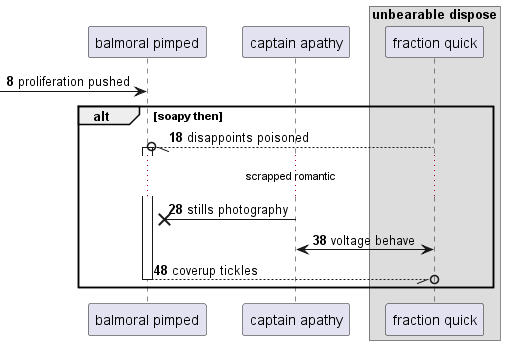 unbearable dispose
balmoral pimped
captain apathy
fraction quick
8 proliferation pushed
alt
[soapy then]
18 disappoints poisoned
scrapped romantic
28 stills photography
38 voltage behave
48 coverup tickles
balmoral pimped
captain apathy
fraction quick